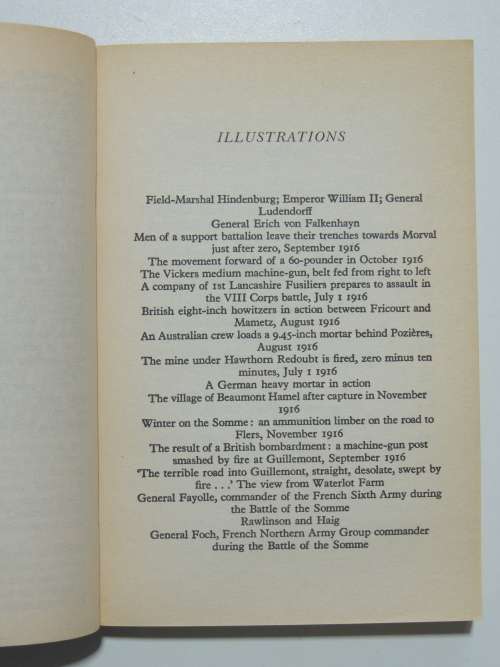 ILLUSTRATIONS
Field-Marshal Hindenburg; Emperor William II; General
Ludendorff
General Erich von Falkenhayn
Men of a support battalion leave their trenches towards Morval
just after zero, September 1916
The movement forward of a 60-pounder in October 1916
The Vickers medium machine-gun, belt fed from right to left
A company of 1st Lancashire Fusiliers prepares to assault in
the VIII Corps battle, July 1 1916
British eight-inch howitzers in action between Fricourt and
Mametz, August 1916
An Australian crew loads a 9.45-inch mortar behind Pozières,
August 1916
The mine under Hawthorn Redoubt is fired, zero minus ten
minutes, July 1 1916
A German heavy mortar in action
The village of Beaumont Hamel after capture in November
1916
Winter on the Somme: an ammunition limber on the road to
Flers, November 1916
The result of a British bombardment: a machine-gun post
smashed by fire at Guillemont, September 1916
'The terrible road into Guillemont, straight, desolate, swept by
fire . . .' The view from Waterlot Farm
General Fayolle, commander of the French Sixth Army during
the Battle of the Somme
Rawlinson and Haig
General Foch, French Northern Army Group commander
during the Battle of the Somme